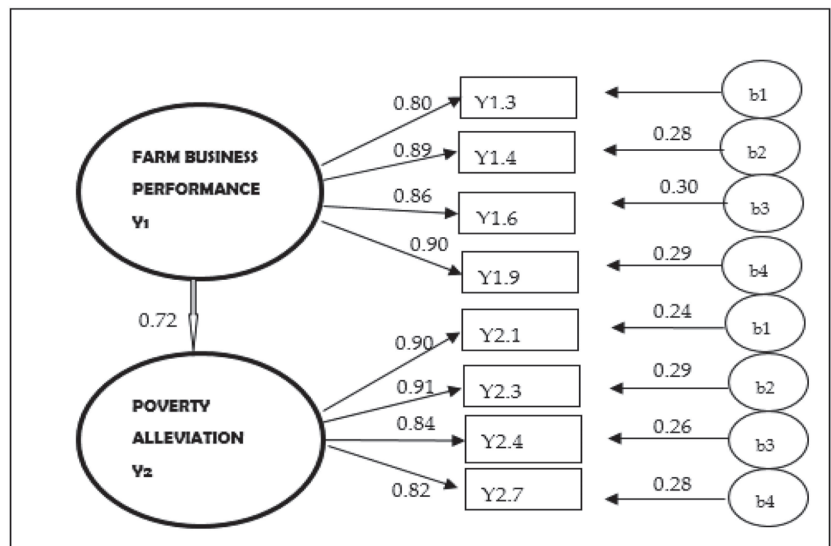 0.80 Y1.3 b1
FARM BUSINESS
PERFORMANCE
Y1
0.89 Y1.4 0.28 b2
0.86 Y1.6 0.30 b3
0.90 Y1.9 0.29 b4
0.72
0.90 Y2.1 0.24 b1
POVERTY
ALLEVIATION
Y2
0.91 Y2.3 0.29 b2
0.84 Y2.4 0.26 b3
0.82 Y2.7 0.28 b4